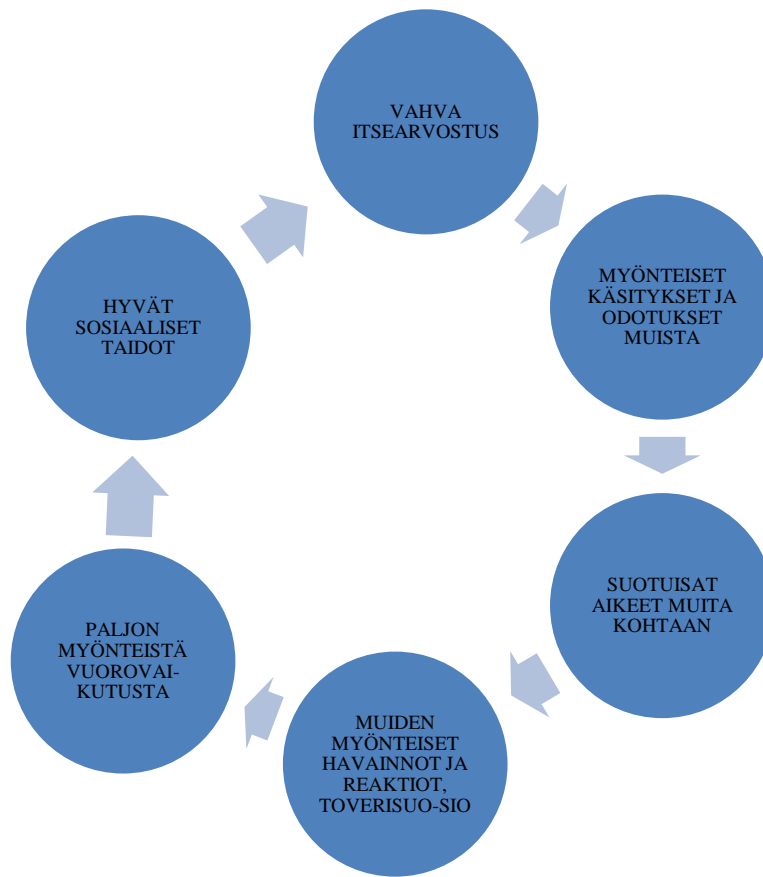 VAHVA
ITSEARVOSTUS
MYÖNTEISET
KÄSITYKSET JA
ODOTUKSET
MUISTA
SUOTUISAT
AIKEET MUITA
KOHTAAN
MUIDEN
MYÖNTEISET
HAVAINNOT JA
REAKTIOT,
TOVERISUO-SIO
PALJON
MYÖNTEISTÄ
VUOROVAI-
KUTUSTA
HYVÄT
SOSIAALISET
TAIDOT